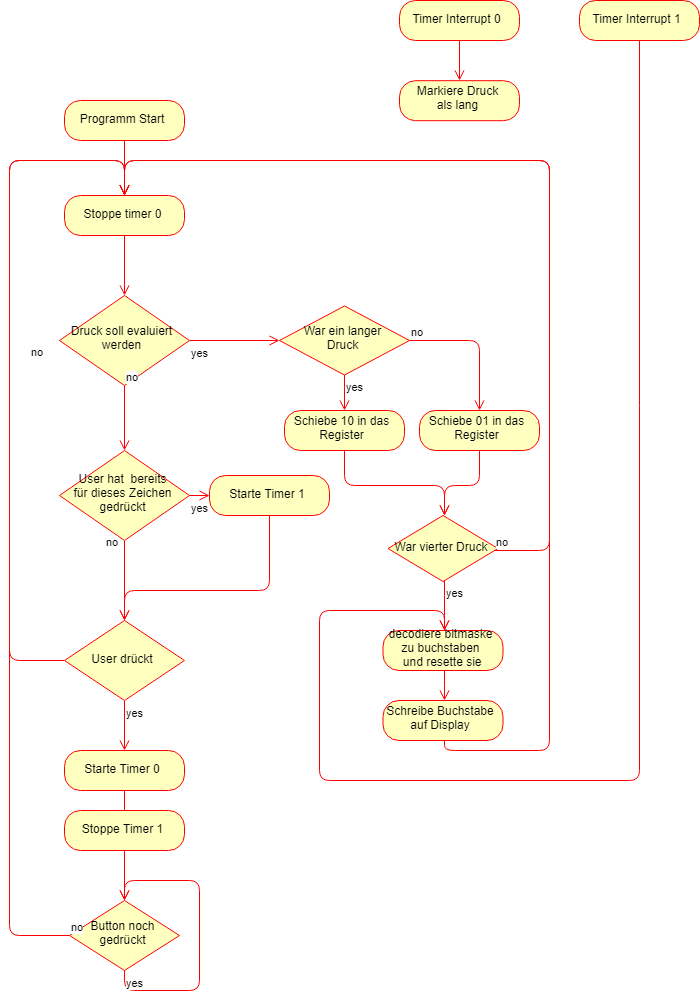 Timer Interrupt 0
Timer Interrupt 1
Markiere Druck
als lang
Programm Start
Stoppe timer 0
Druck soll evaluiert
werden
no
no
yes
War ein langer
Druck
no
yes
Schiebe 10 in das
Register
Schiebe 01 in das
Register
User hat  bereits
für dieses Zeichen
gedrückt
yes
no
Starte Timer 1
War vierter Druck
no
yes
decodiere bitmaske
zu buchstaben
und resette sie
User drückt
yes
Schreibe Buchstabe
auf Display
Starte Timer 0
Stoppe Timer 1
Button noch
gedrückt
no
yes